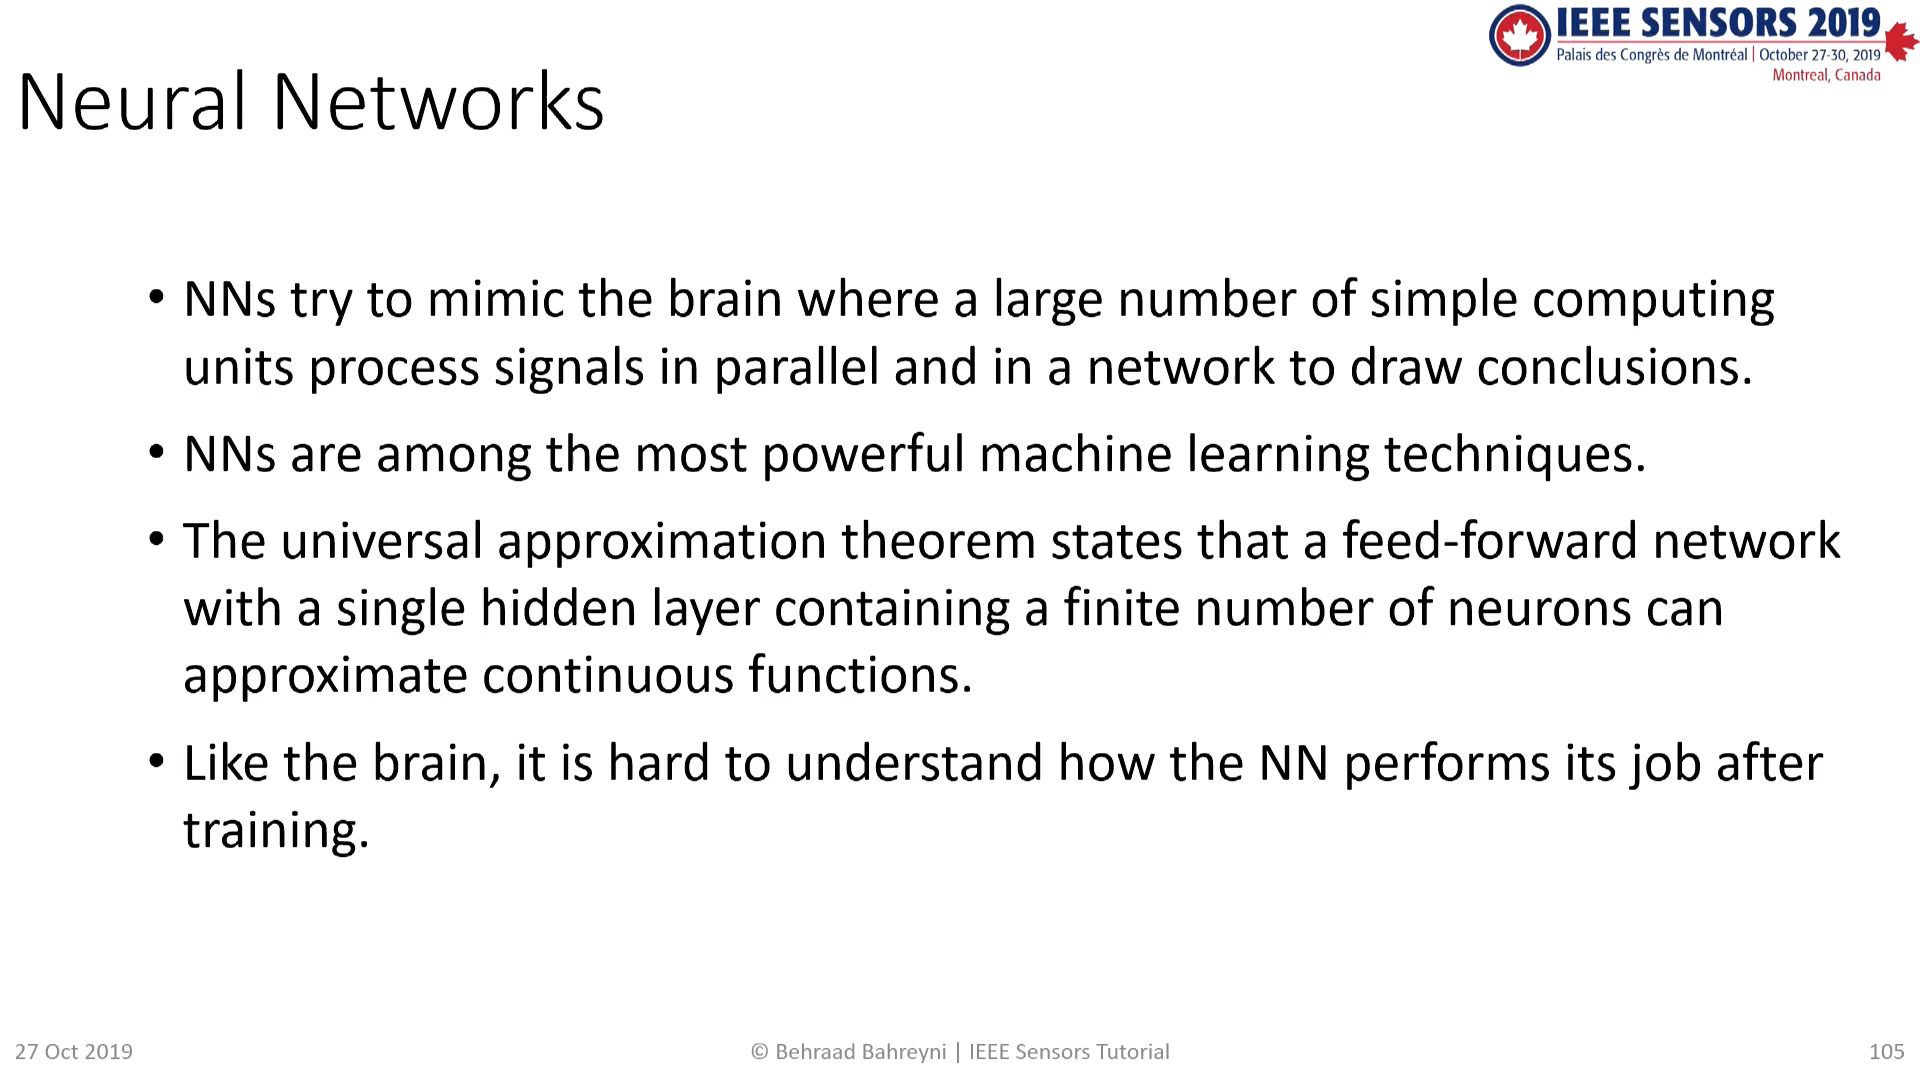 IEEE SENSORS 2019
Palais des Congrès de Montréal | October 27-30, 2019
Montreal, Canada
Neural Networks
• NNs try to mimic the brain where a large number of simple computing
units process signals in parallel and in a network to draw conclusions.
• NNs are among the most powerful machine learning techniques.
• The universal approximation theorem states that a feed-forward network
with a single hidden layer containing a finite number of neurons can
approximate continuous functions.
• Like the brain, it is hard to understand how the NN performs its job after
training.
27 Oct 2019
© Behraad Bahreyni | IEEE Sensors Tutorial
105